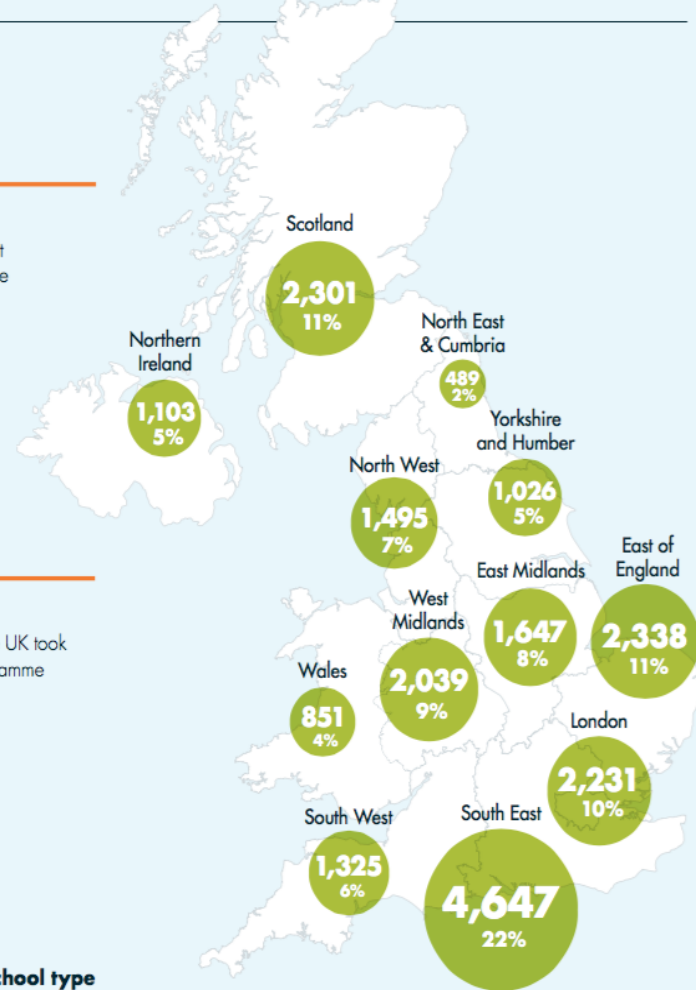 t
e
Scotland
2,301
11%
North East
& Cumbria
489
2%
Northern
Ireland
1,103
5%
Yorkshire
and Humber
1,026
5%
North West
1,495
7%
East of
England
2,338
11%
East Midlands
1,647
8%
West
Midlands
2,039
9%
UK took
amme
Wales
851
4%
London
2,231
10%
South West
1,325
6%
South East
4,647
22%
chool type